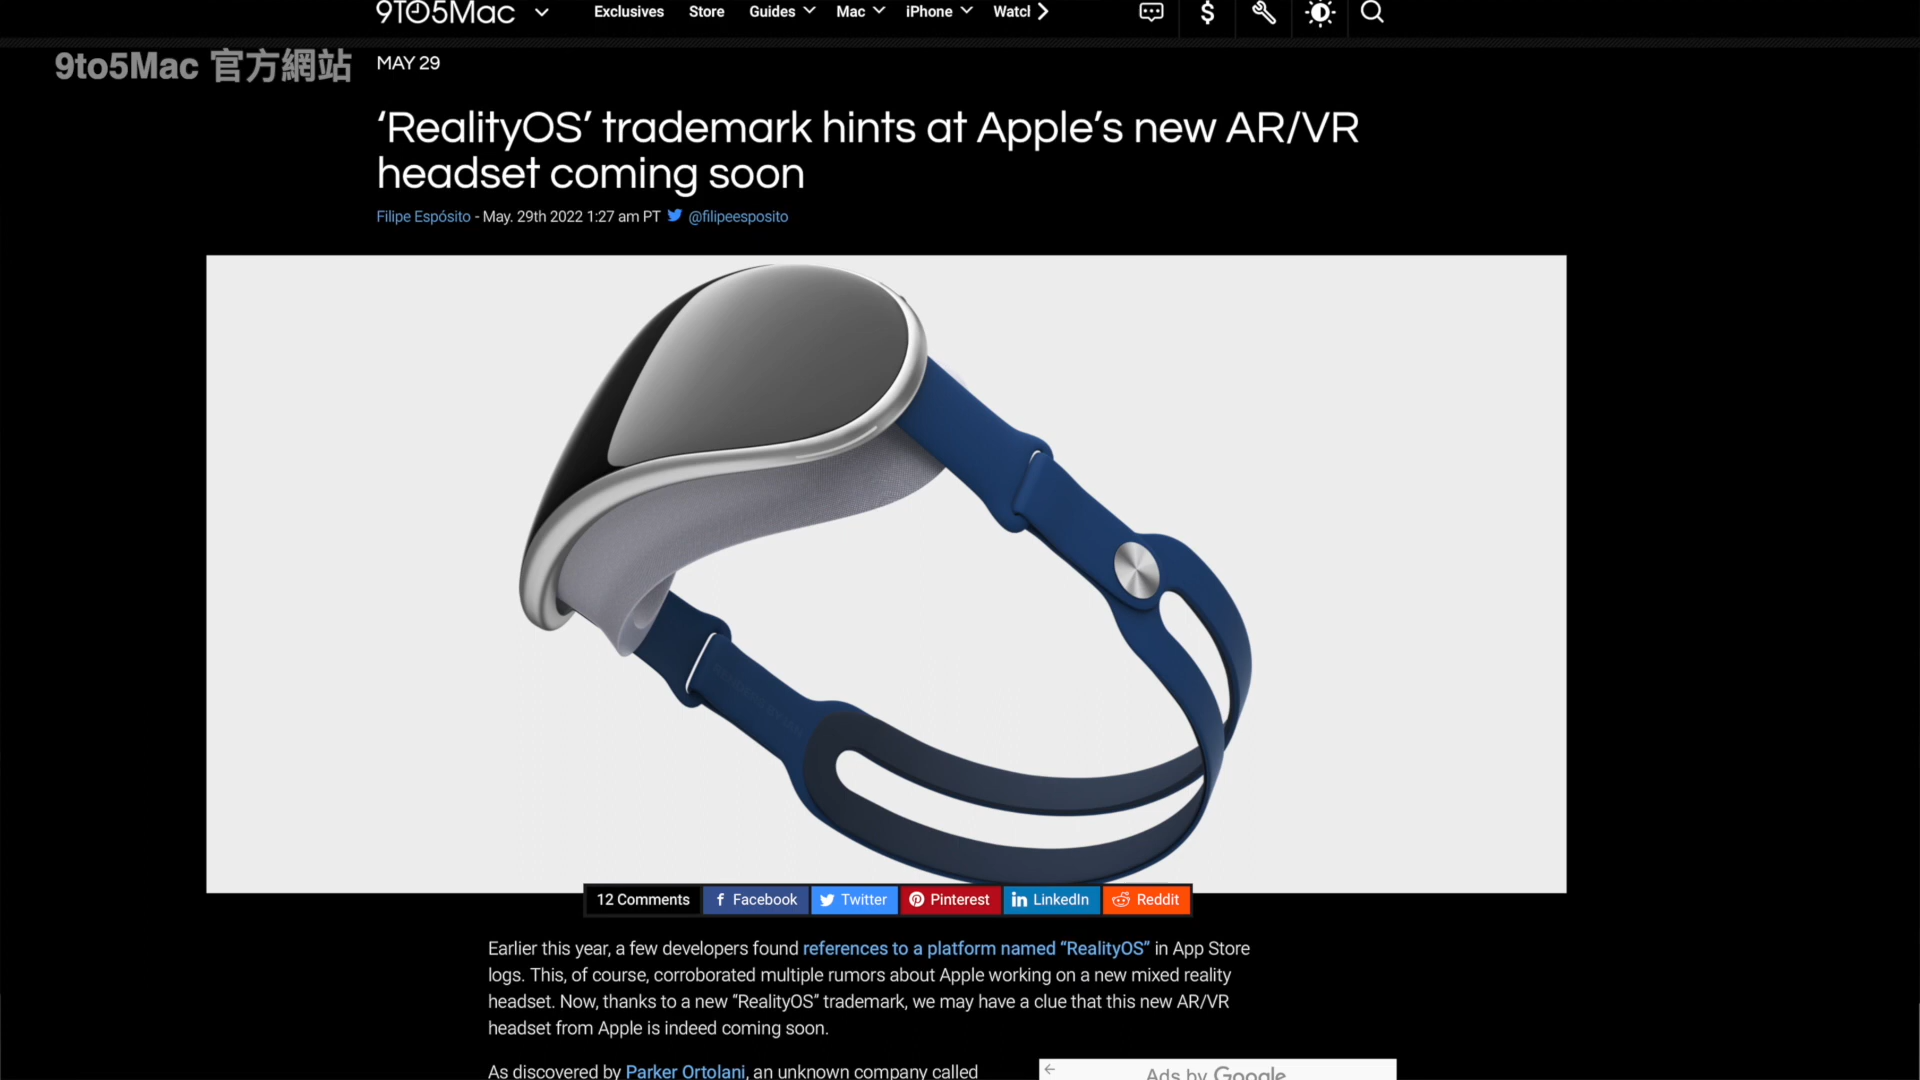 9TO5Mac
Exclusives Store Guides Mac iPhone Watcl
9to5Mac 官方網站
MAY 29
‘RealityOS’ trademark hints at Apple’s new AR/VR
headset coming soon
Filipe Espósito - May. 29th 2022 1:27 am PT @filipeesposito
12 Comments Facebook Twitter Pinterest LinkedIn Reddit
Earlier this year, a few developers found references to a platform named “RealityOS” in App Store
logs. This, of course, corroborated multiple rumors about Apple working on a new mixed reality
headset. Now, thanks to a new “RealityOS” trademark, we may have a clue that this new AR/VR
headset from Apple is indeed coming soon.
As discovered by Parker Ortolani, an unknown company called
Ads by Google